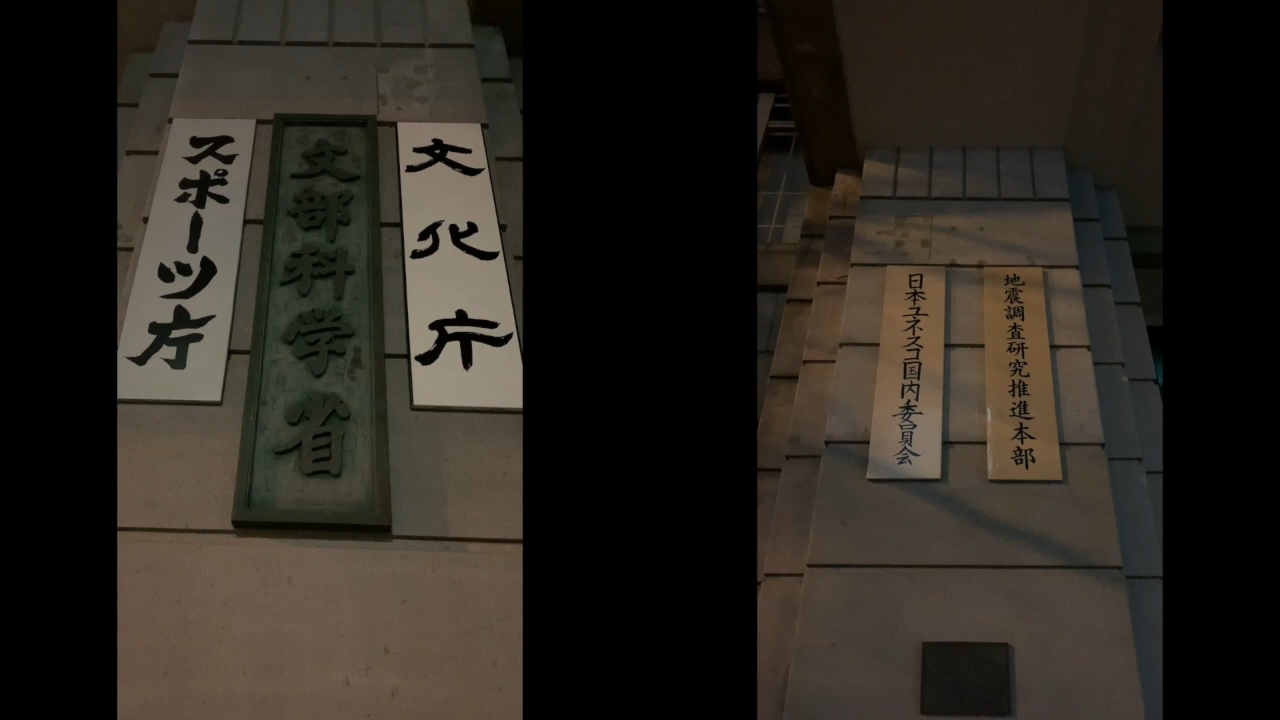 文化庁
文部科学省
スポーツ庁
地震調査研究推進本部
日本ユネスコ国内委員会